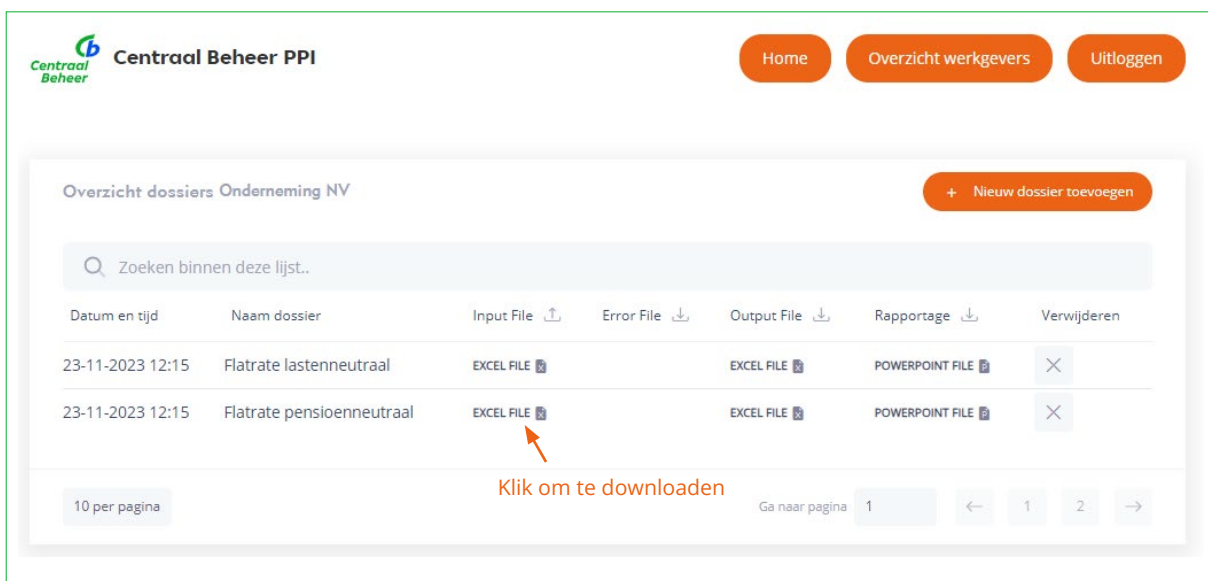 Centraal Beheer
Centraal Beheer PPI
Home
Overzicht werkgevers
Uitloggen
Overzicht dossiers Onderneming NV
+ Nieuw dossier toevoegen
Zoeken binnen deze lijst..
Datum en tijd Naam dossier Input File Error File Output File Rapportage Verwijderen
23-11-2023 12:15 Flatrate lastenneutraal EXCEL FILE EXCEL FILE POWERPOINT FILE
23-11-2023 12:15 Flatrate pensioenneutraal EXCEL FILE EXCEL FILE POWERPOINT FILE
Klik om te downloaden
10 per pagina Ga naar pagina 1 ← 1 2 →